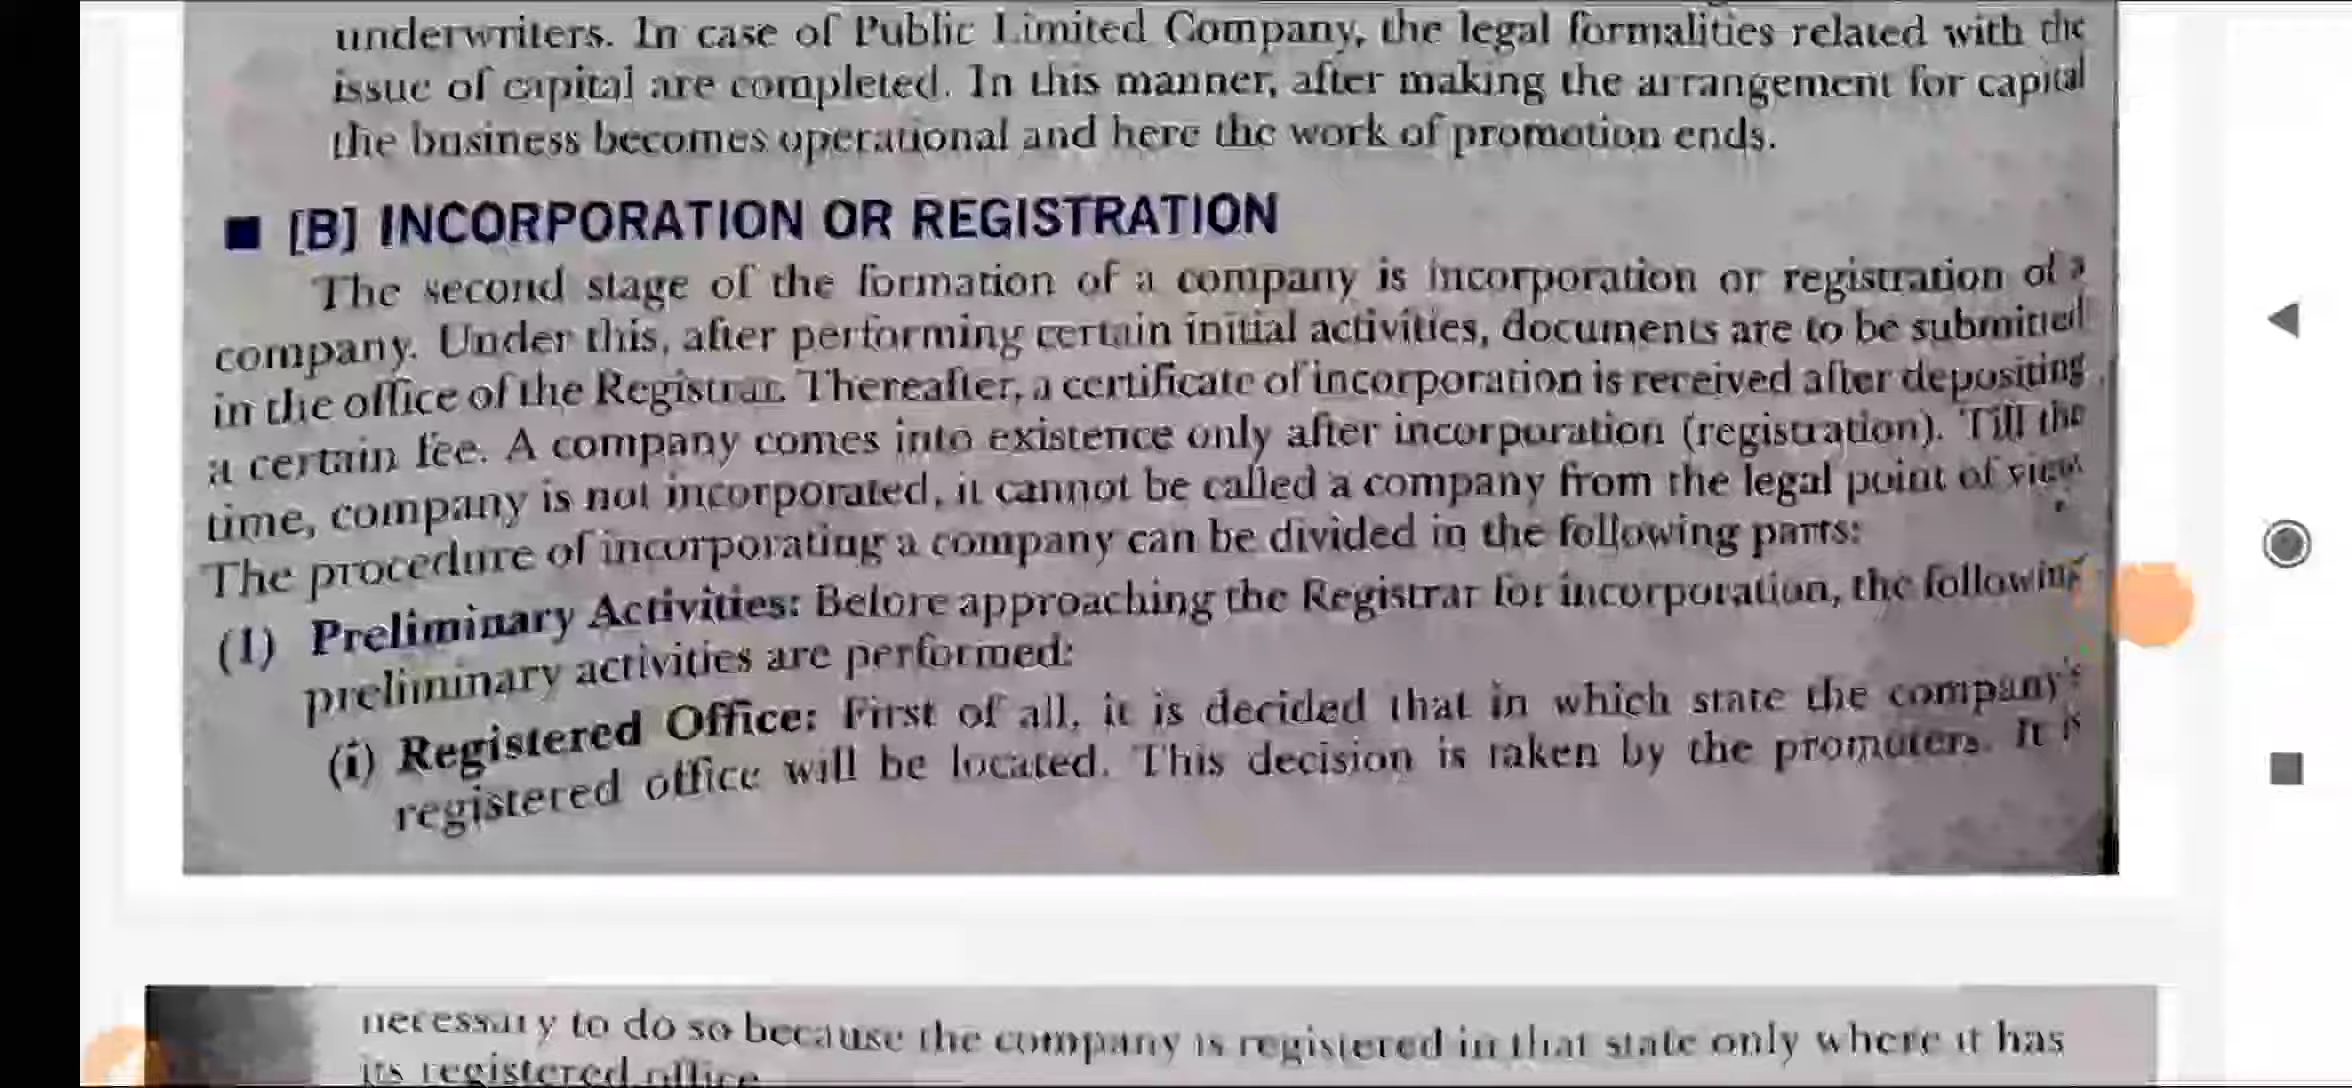 underwriters. In case of Public Limited Company, the legal formalities related with the
issue of capital are completed. In this manner, after making the arrangement for capital
the business becomes operational and here the work of promotion ends.
■ [B] INCORPORATION OR REGISTRATION
The second stage of the formation of a company is incorporation or registration of a
company. Under this, after performing certain initial activities, documents are to be submitted
in the office of the Registrar. Thereafter, a certificate of incorporation is received after depositing
a certain fee. A company comes into existence only after incorporation (registration). Till the
time, company is not incorporated, it cannot be called a company from the legal point of view
The procedure of incorporating a company can be divided in the following parts:
(1) Preliminary Activities: Before approaching the Registrar for incorporation, the following
preliminary activities are performed:
(i) Registered Office: First of all, it is decided that in which state the company's
registered office will be located. This decision is taken by the promoters. It is
necessary to do so because the company is registered in that state only where it has
its registered office